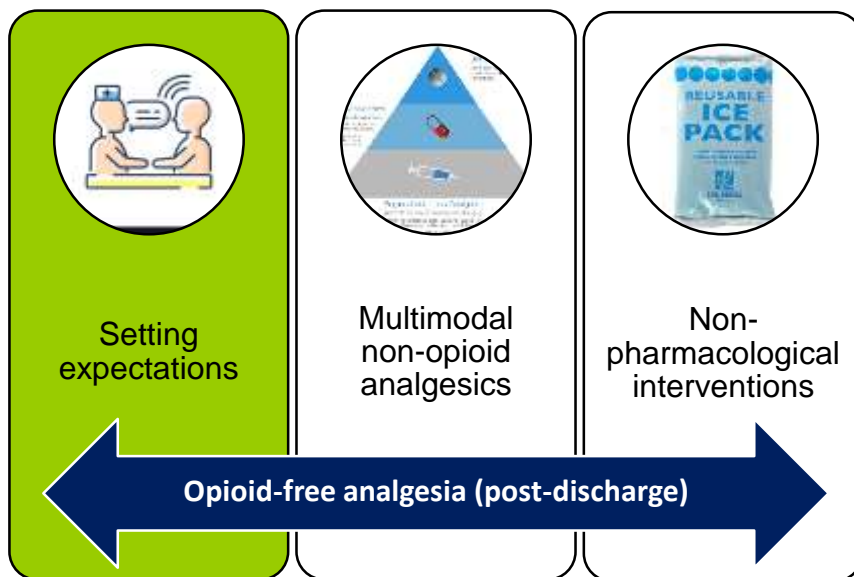 REUSABLE
ICE
PACK
Setting
expectations
Multimodal
non-opioid
analgesics
Non-
pharmacological
interventions
Opioid-free analgesia (post-discharge)